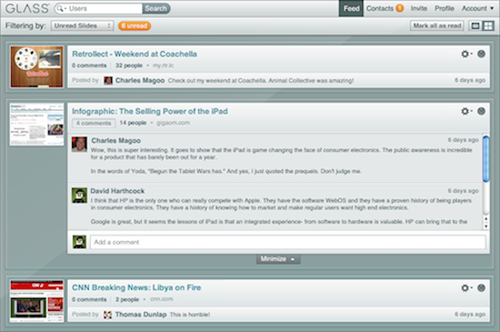 GLASS
Users
Search
Feed
Contacts 1
Invite
Profile
Account
Filtering by:
Unread Slides
6 unread
Mark all as read
Retrollect - Weekend at Coachella
0 comments • 32 people • my.re.tc
Posted by Charles Magoo Check out my weekend at Coachella. Animal Collective was amazing!
6 days ago
Infographic: The Selling Power of the iPad
4 comments 14 people • gigaom.com
Charles Magoo
6 days ago
Wow, this is super interesting. It goes to show that the iPad is game changing the face of consumer electronics. The public awareness is incredible
for a product that has barely been out for a year.
In the words of Yoda, "Begun the Tablet Wars has." And yes, I just quoted the prequels. Don't judge me.
David Harthcock
6 days ago
I think that HP is the only one who can really compete with Apple. They have the software WebOS and they have a proven history of being players
in consumer electronics. They have a history of knowing how to market and make regular users want high end electronics.
Google is great, but it seems the lessons of iPad is that an integrated experience- from software to hardware is valuable. HP can bring that to the
Add a comment
Minimize
CNN Breaking News: Libya on Fire
0 comments • 2 people • cnn.com
Posted by Thomas Dunlap This is horrible!
6 days ago